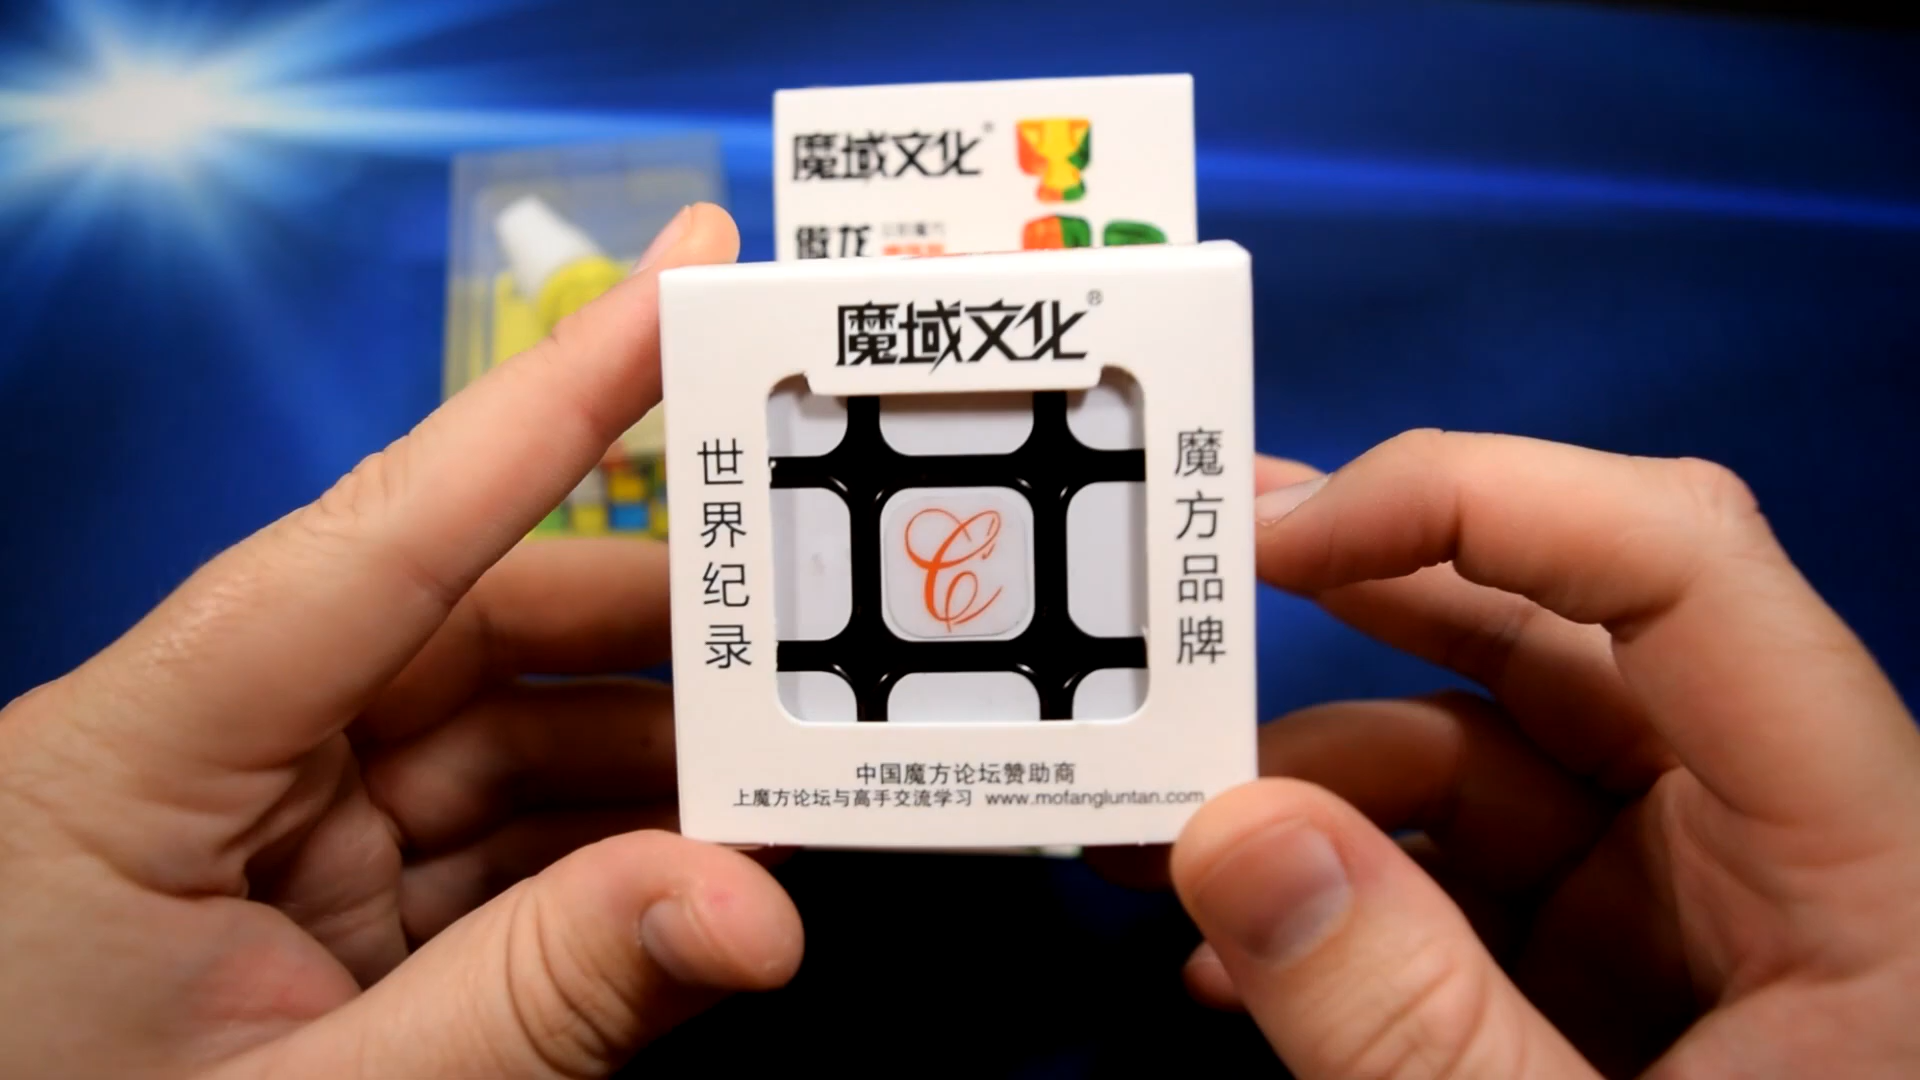 魔域文化®
傲龙
魔域文化®
世界纪录
魔方品牌
C
中国魔方论坛赞助商
上魔方论坛与高手交流学习 www.mofangluntan.com